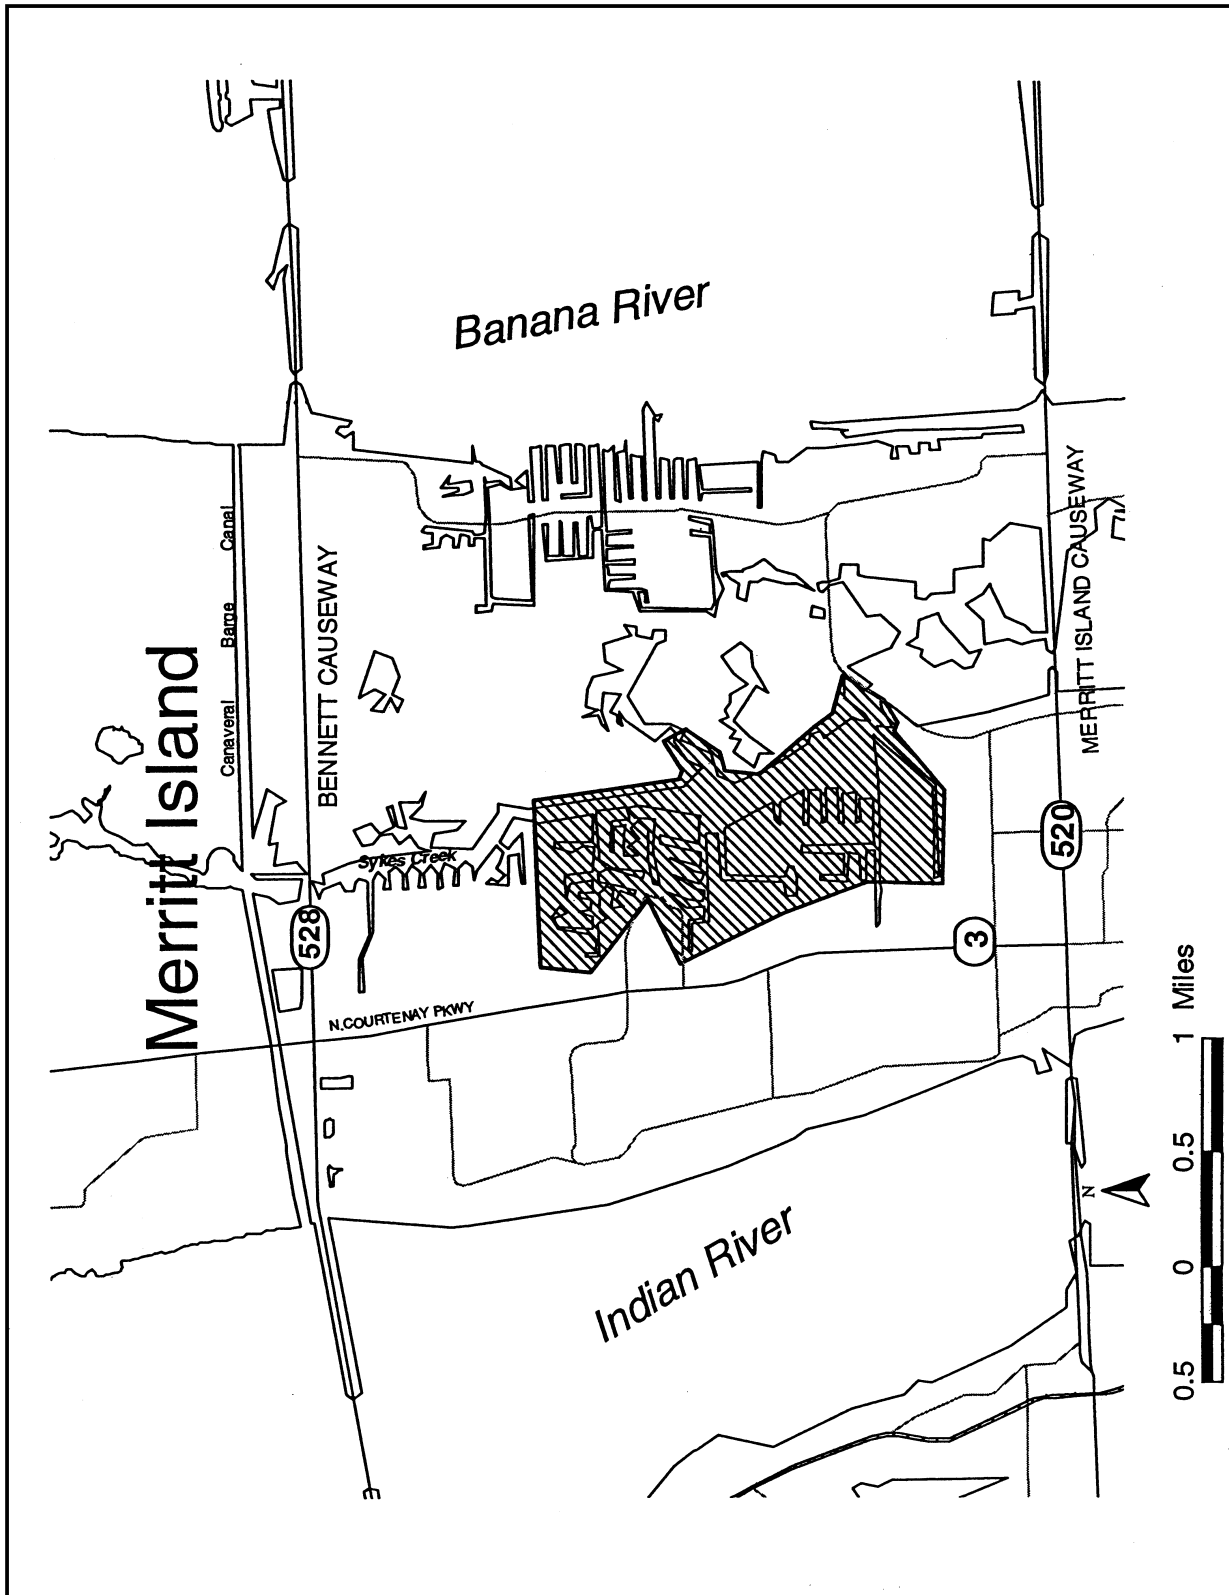 Merritt Island
Canaveral Barge Canal
BENNETT CAUSEWAY
528
Sykes Creek
N.COURTENAY PKWY
Banana River
Indian River
3
520
MERRITT ISLAND CAUSEWAY
N
0.5 0 0.5 1 Miles